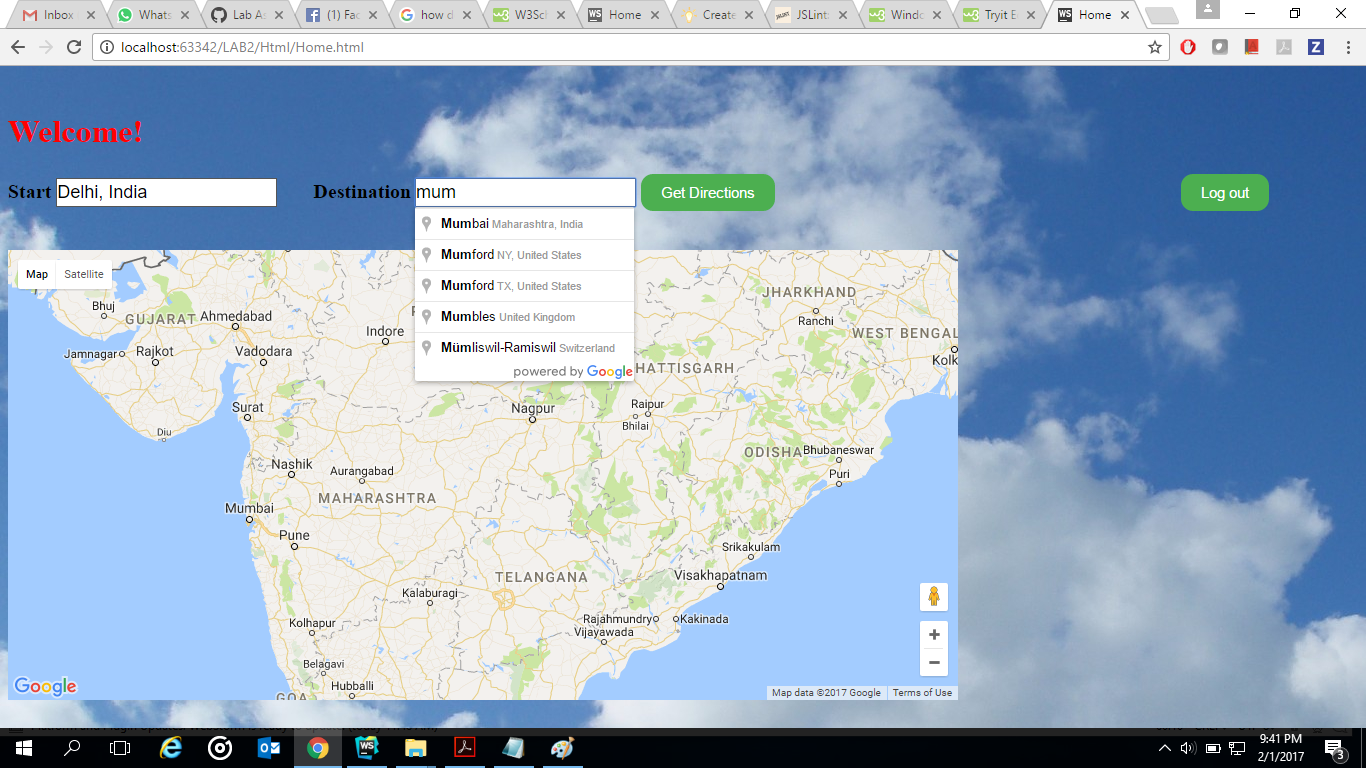 Inbox
Whats
Lab As
(1) Fac
how d
W3Sch
Home
Create
JSLint
Windo
Tryit E
Home
localhost:63342/LAB2/Html/Home.html
Welcome!
Start Delhi, India Destination mum Get Directions Log out
Mumbai Maharashtra, India
Mumford NY, United States
Mumford TX, United States
Mumbles United Kingdom
Mümliswil-Ramiswil Switzerland
powered by Google
Map Satellite
JHARKHAND
Bhuj
GUJARAT
Ahmedabad
Ranchi
Indore
WEST BENGAL
Jamnagar
Rajkot
Vadodara
Kolk
HATTISGARH
Surat
Nagpur
Raipur
Bhilai
Diu
ODISHA
Bhubaneswar
Nashik
Aurangabad
Puri
MAHARASHTRA
Mumbai
Pune
Srikakulam
TELANGANA
Visakhapatnam
Kalaburagi
Kolhapur
Rajahmundry
Kakinada
Vijayawada
Belagavi
Hubballi
GOA
Google
Map data ©2017 Google Terms of Use
9:41 PM
2/1/2017
3